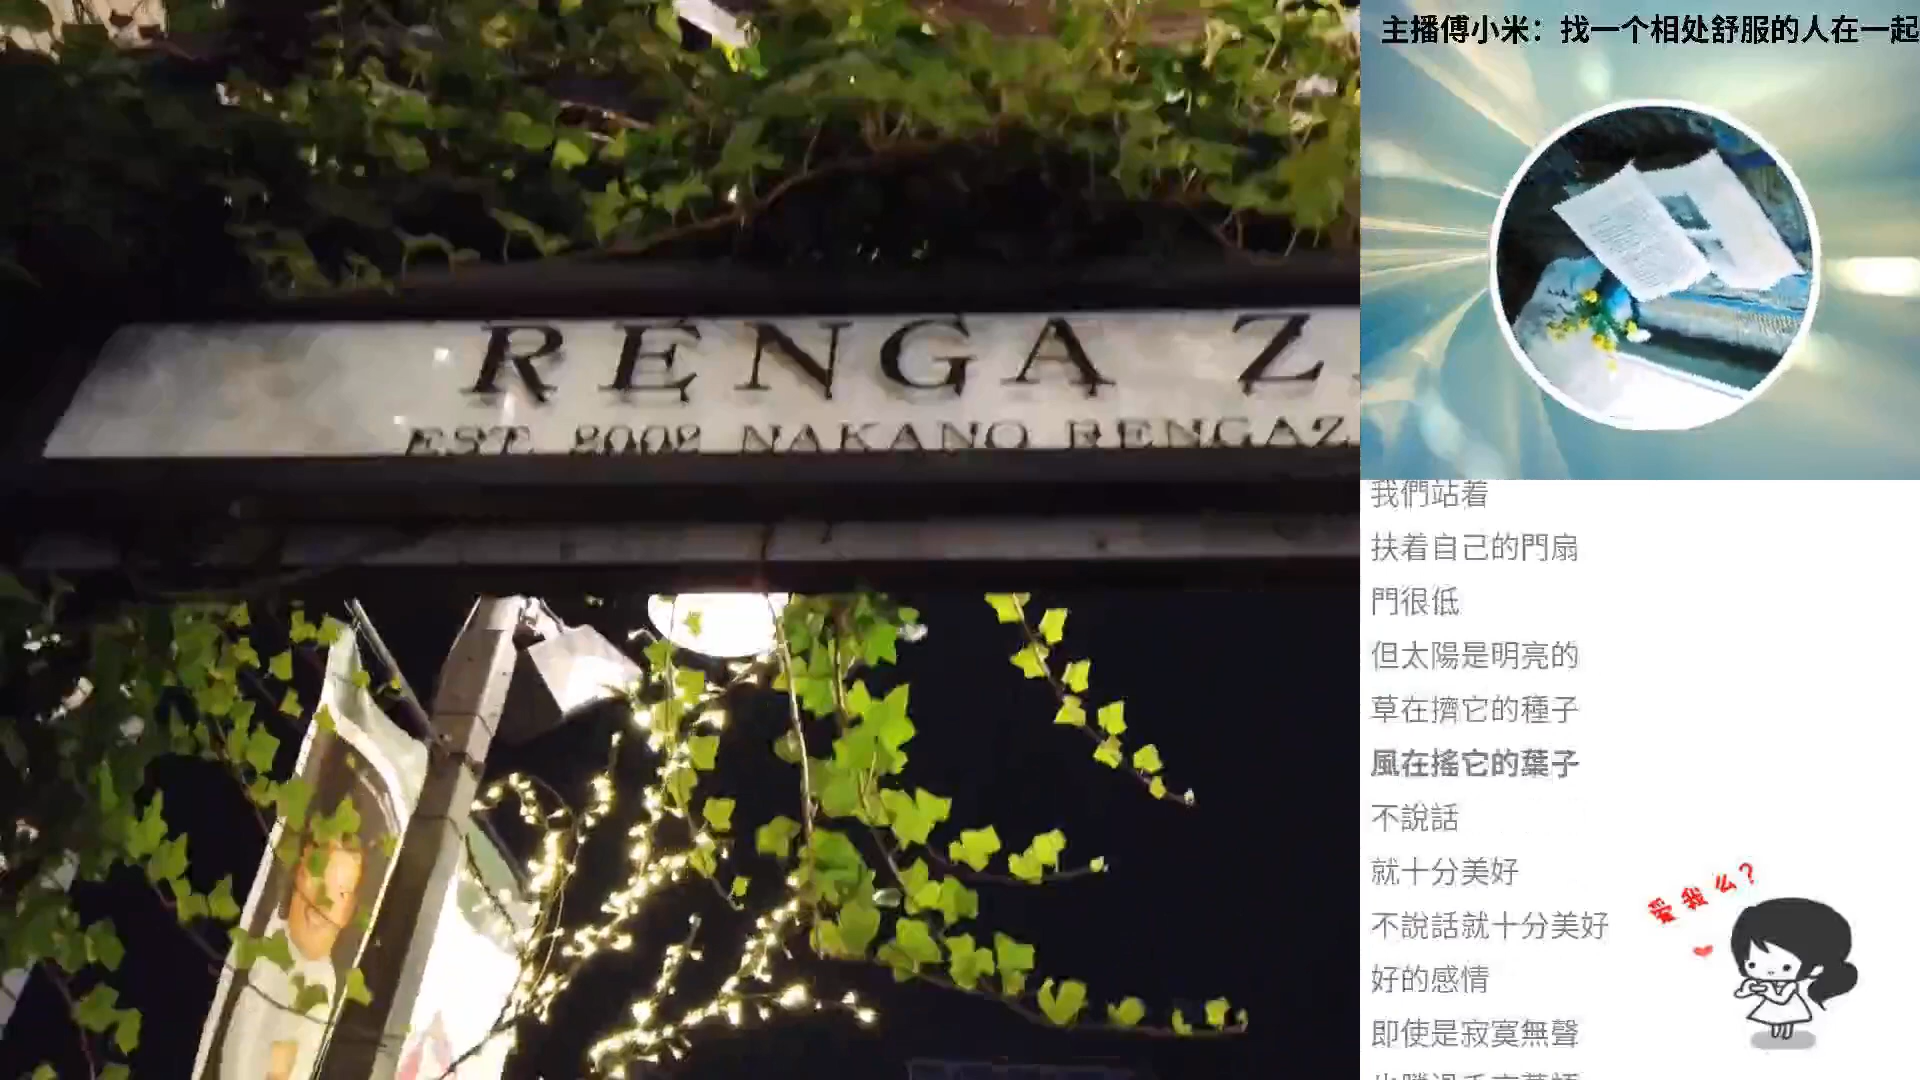 RENGA Z
EST. 2002 NAKANO RENGAZ
主播傅小米：找一个相处舒服的人在一起
我們站着
扶着自己的門扇
門很低
但太陽是明亮的
草在擠它的種子
風在搖它的葉子
不說話
就十分美好
不說話就十分美好
好的感情
即使是寂寞無聲
爱我么？